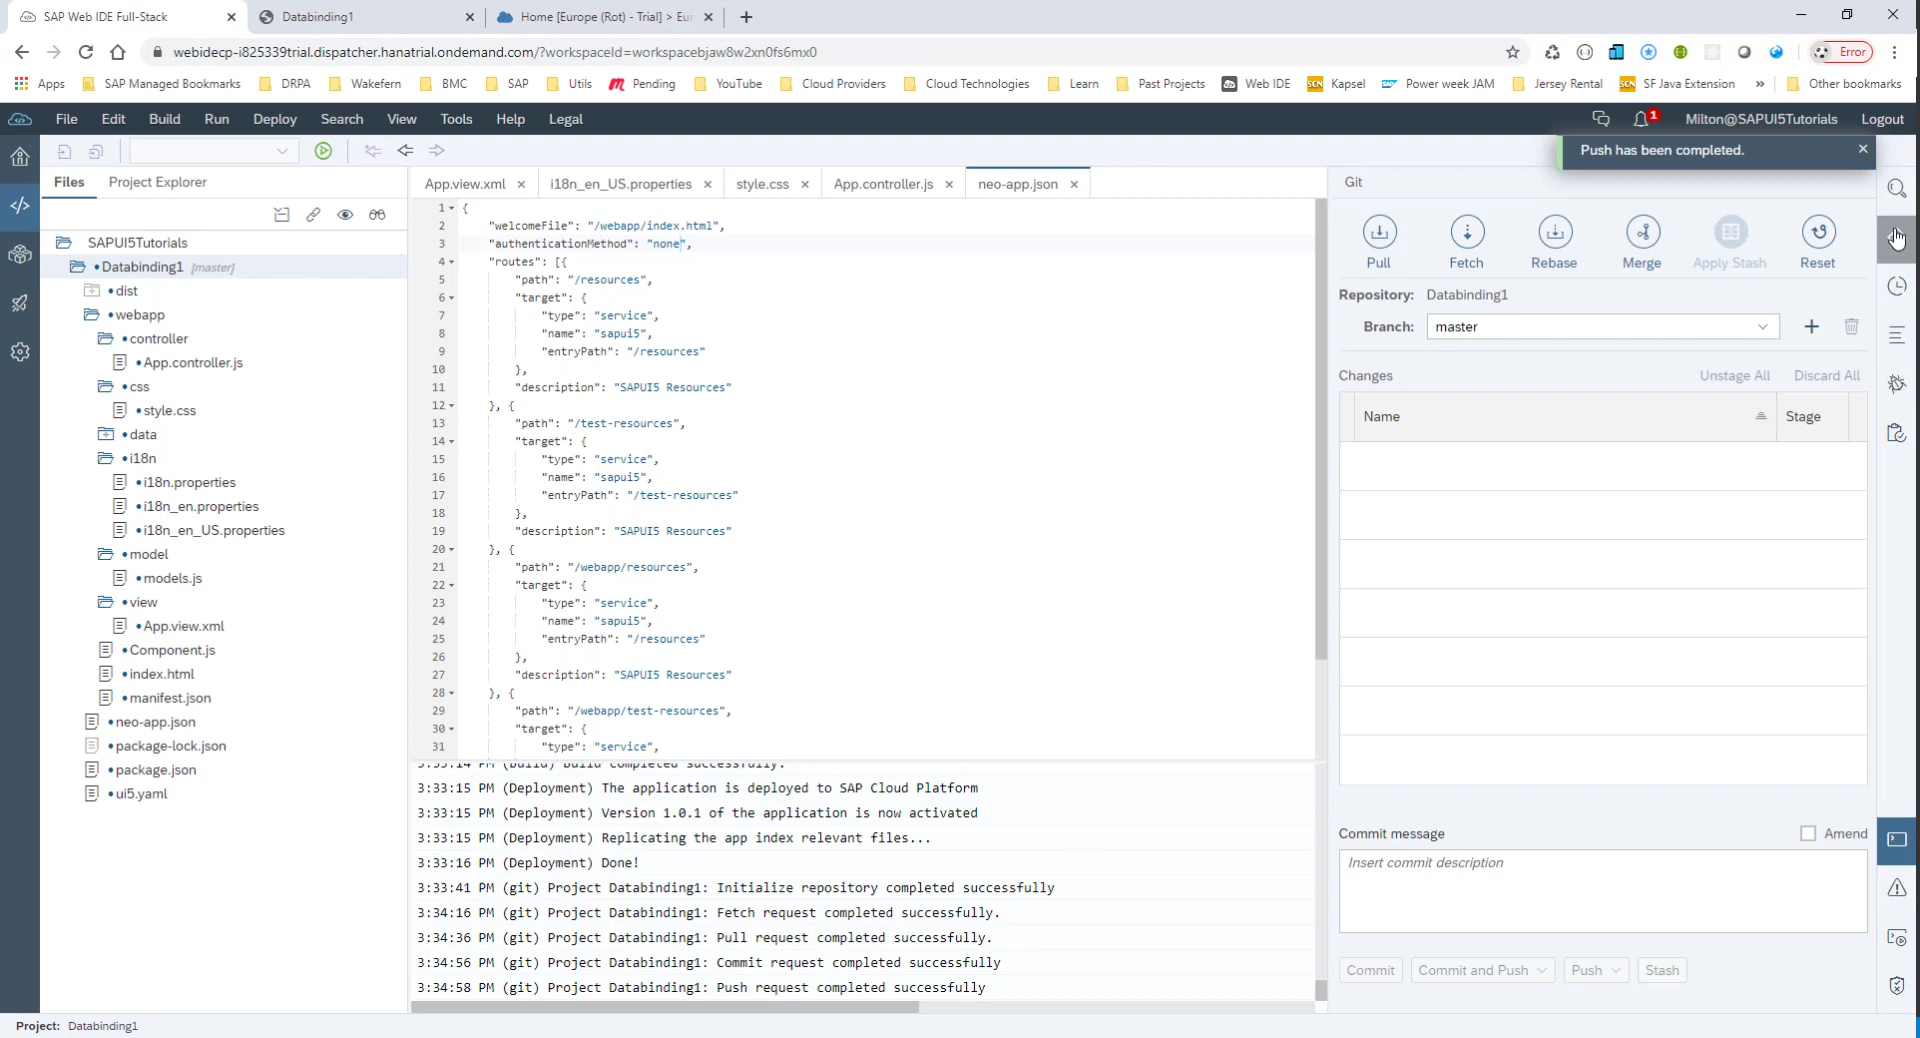 SAP Web IDE Full-Stack
Databinding1
Home [Europe (Rot) - Trial] > Eur
webidecp-i825339trial.dispatcher.hanatrial.ondemand.com/?workspaceId=workspacebjaw8w2xn0fs6mx0
Error
Apps SAP Managed Bookmarks DRPA Wakefern BMC SAP Utils Pending YouTube Cloud Providers Cloud Technologies Learn Past Projects Web IDE Kapsel Power week JAM Jersey Rental SF Java Extension » Other bookmarks
File Edit Build Run Deploy Search View Tools Help Legal
1 Milton@SAPUI5Tutorials Logout
Push has been completed.
Files Project Explorer
SAPUI5Tutorials
Databinding1 [master]
dist
webapp
controller
App.controller.js
css
style.css
data
i18n
i18n.properties
i18n_en.properties
i18n_en_US.properties
model
models.js
view
App.view.xml
Component.js
index.html
manifest.json
neo-app.json
package-lock.json
package.json
ui5.yaml
App.view.xml i18n_en_US.properties style.css App.controller.js neo-app.json
1 {
2 "welcomeFile": "/webapp/index.html",
3 "authenticationMethod": "none",
4 "routes": [{
5 "path": "/resources",
6 "target": {
7 "type": "service",
8 "name": "sapui5",
9 "entryPath": "/resources"
10 },
11 "description": "SAPUI5 Resources"
12 }, {
13 "path": "/test-resources",
14 "target": {
15 "type": "service",
16 "name": "sapui5",
17 "entryPath": "/test-resources"
18 },
19 "description": "SAPUI5 Resources"
20 }, {
21 "path": "/webapp/resources",
22 "target": {
23 "type": "service",
24 "name": "sapui5",
25 "entryPath": "/resources"
26 },
27 "description": "SAPUI5 Resources"
28 }, {
29 "path": "/webapp/test-resources",
30 "target": {
31 "type": "service",
3:33:14 PM (Build) Build completed successfully.
3:33:15 PM (Deployment) The application is deployed to SAP Cloud Platform
3:33:15 PM (Deployment) Version 1.0.1 of the application is now activated
3:33:15 PM (Deployment) Replicating the app index relevant files...
3:33:16 PM (Deployment) Done!
3:33:41 PM (git) Project Databinding1: Initialize repository completed successfully
3:34:16 PM (git) Project Databinding1: Fetch request completed successfully.
3:34:36 PM (git) Project Databinding1: Pull request completed successfully.
3:34:56 PM (git) Project Databinding1: Commit request completed successfully
3:34:58 PM (git) Project Databinding1: Push request completed successfully
Git
Pull Fetch Rebase Merge Apply Stash Reset
Repository: Databinding1
Branch: master
Changes Unstage All Discard All
Name Stage
Commit message Amend
Insert commit description
Commit Commit and Push Push Stash
Project: Databinding1